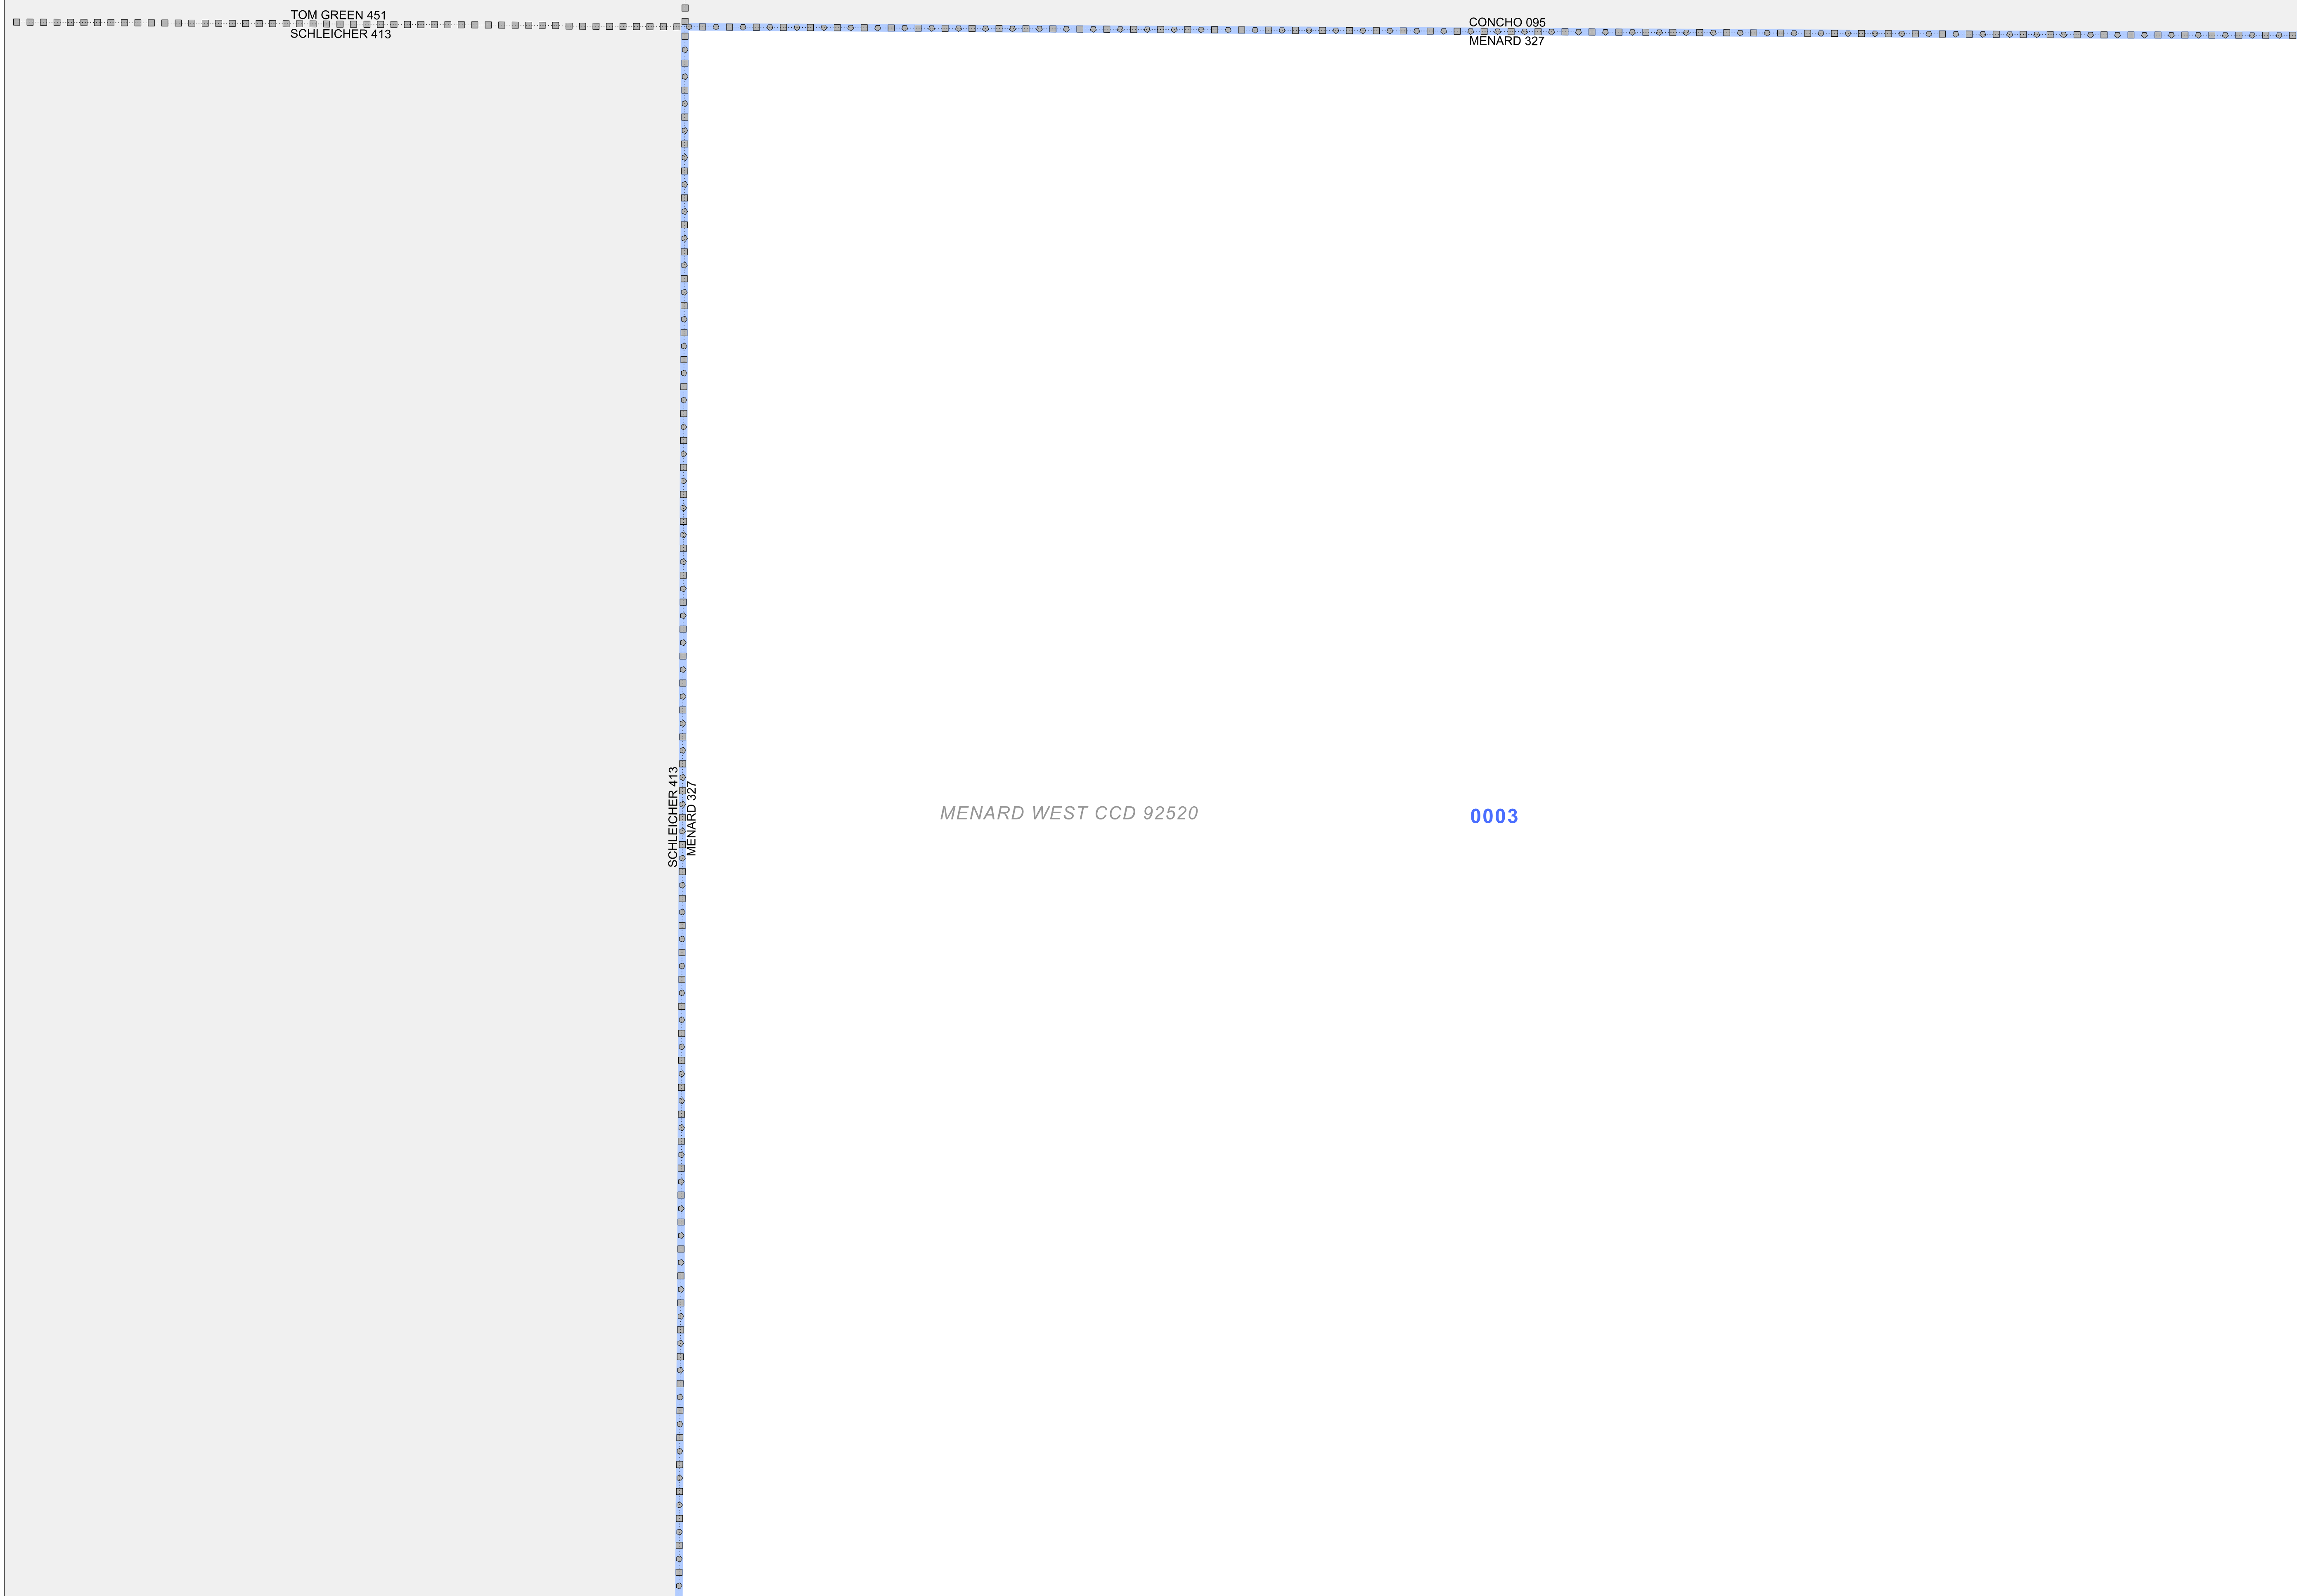 TOM GREEN 451
SCHLEICHER 413
CONCHO 095
MENARD 327
SCHLEICHER 413
MENARD 327
MENARD WEST CCD 92520
0003